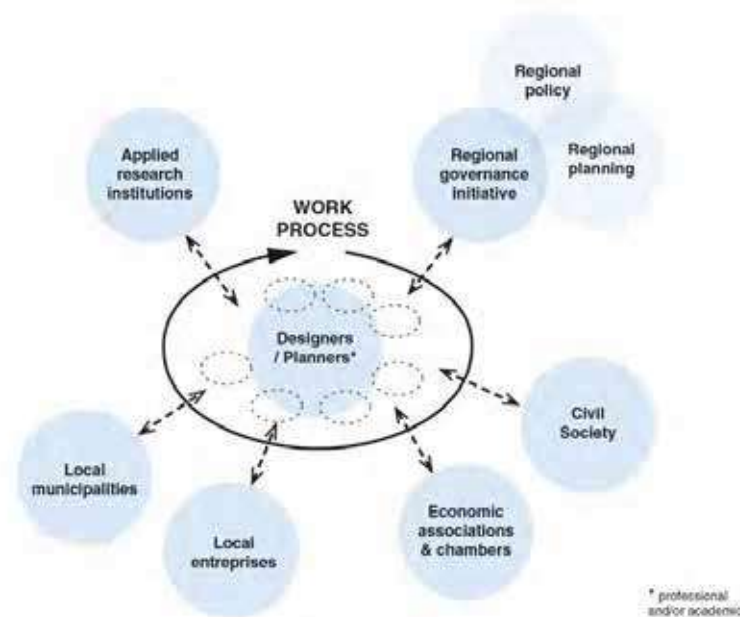 Regional
policy
Applied
research
institutions
Regional
governance
initiative
Regional
planning
WORK
PROCESS
Designers
/ Planners*
Civil
Society
Local
municipalities
Local
entreprises
Economic
associations
& chambers
* professional
and/or academic